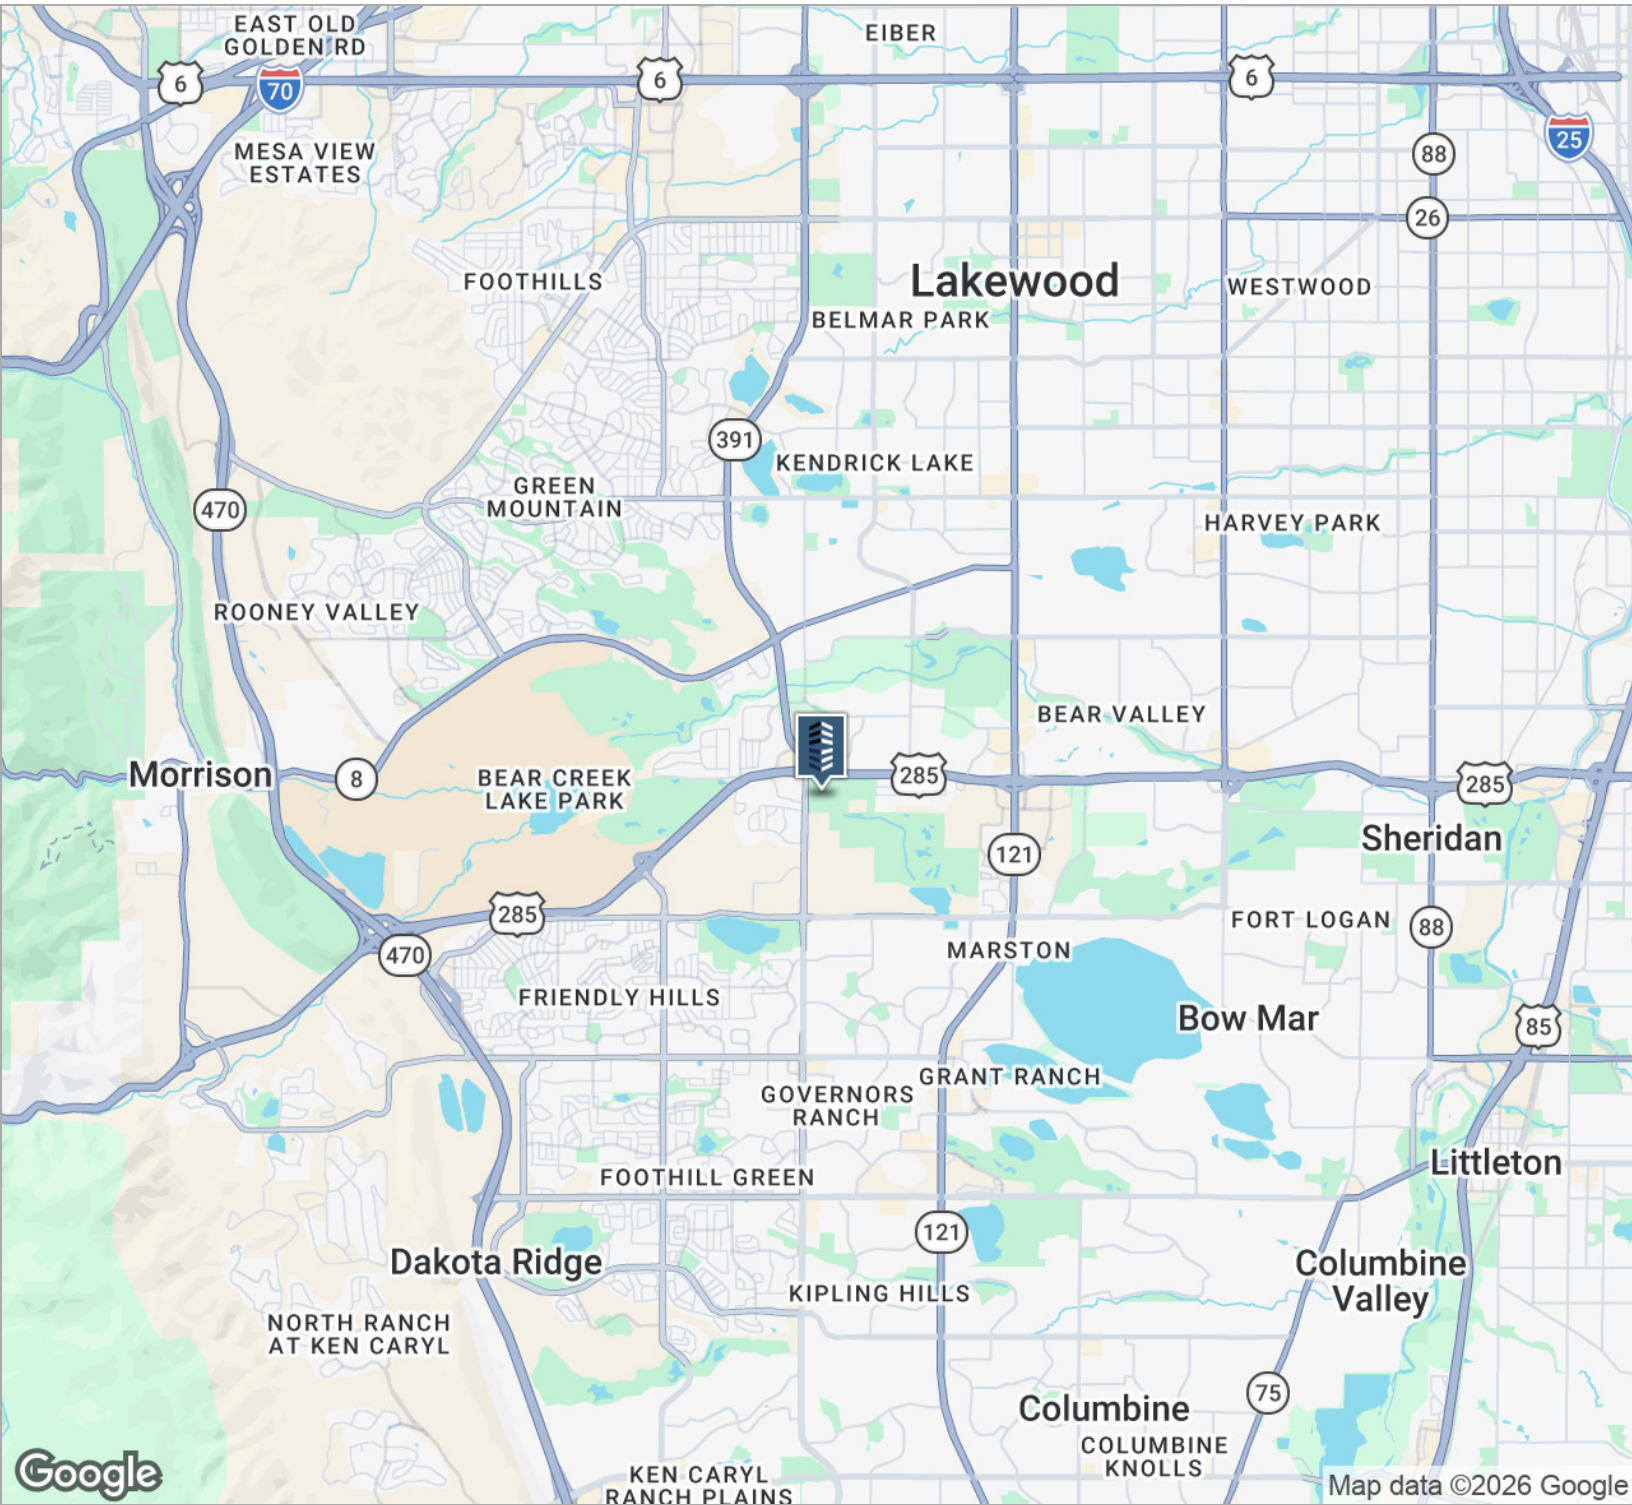 EAST OLD
GOLDEN RD
EIBER
6
70
6
6
25
88
MESA VIEW
ESTATES
26
FOOTHILLS
Lakewood
WESTWOOD
BELMAR PARK
391
KENDRICK LAKE
GREEN
MOUNTAIN
470
HARVEY PARK
ROONEY VALLEY
BEAR VALLEY
Morrison
8
BEAR CREEK
LAKE PARK
285
285
Sheridan
121
285
FORT LOGAN
88
470
MARSTON
FRIENDLY HILLS
Bow Mar
85
GRANT RANCH
GOVERNORS
RANCH
Littleton
FOOTHILL GREEN
121
Dakota Ridge
Columbine
Valley
KIPLING HILLS
NORTH RANCH
AT KEN CARYL
75
Columbine
COLUMBINE
KNOLLS
Google
KEN CARYL
RANCH PLAINS
Map data ©2026 Google